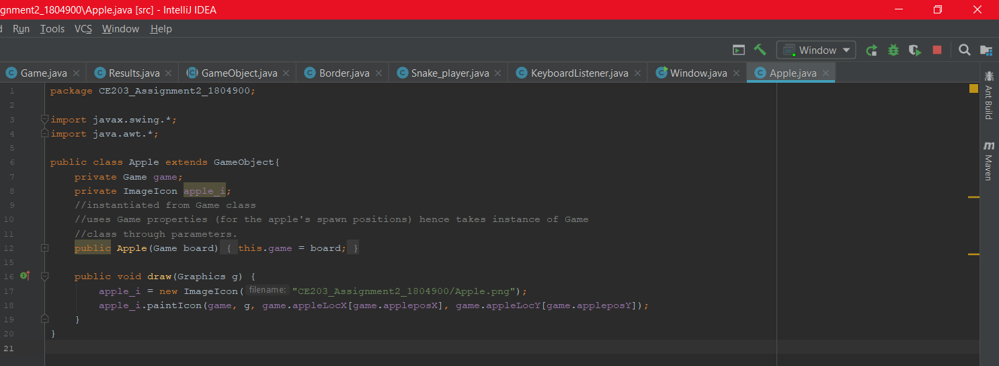 gnment2_1804900\Apple.java [src] - IntelliJ IDEA
Run Tools VCS Window Help
Window
Game.java Results.java GameObject.java Border.java Snake_player.java KeyboardListener.java Window.java Apple.java
1 package CE203_Assignment2_1804900;
2
3 import javax.swing.*;
4 import java.awt.*;
5
6 public class Apple extends GameObject{
7 private Game game;
8 private ImageIcon apple_i;
9 //instantiated from Game class
10 //uses Game properties (for the apple's spawn positions) hence takes instance of Game
11 //class through parameters.
12 public Apple(Game board) { this.game = board; }
15
16 public void draw(Graphics g) {
17 apple_i = new ImageIcon( filename: "CE203_Assignment2_1804900/Apple.png");
18 apple_i.paintIcon(game, g, game.appleLocX[game.appleposX], game.appleLocY[game.appleposY]);
19 }
20 }
21
Ant Build
Maven